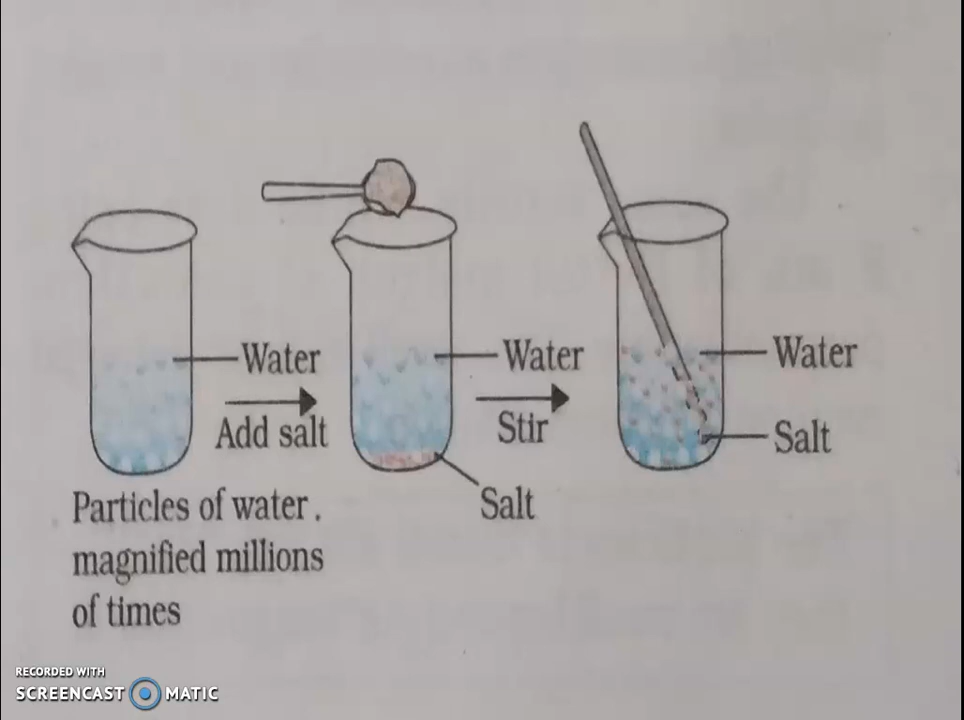 Water
Add salt
Particles of water.
magnified millions
of times
Water
Stir
Salt
Water
Salt
RECORDED WITH
SCREENCAST MATIC